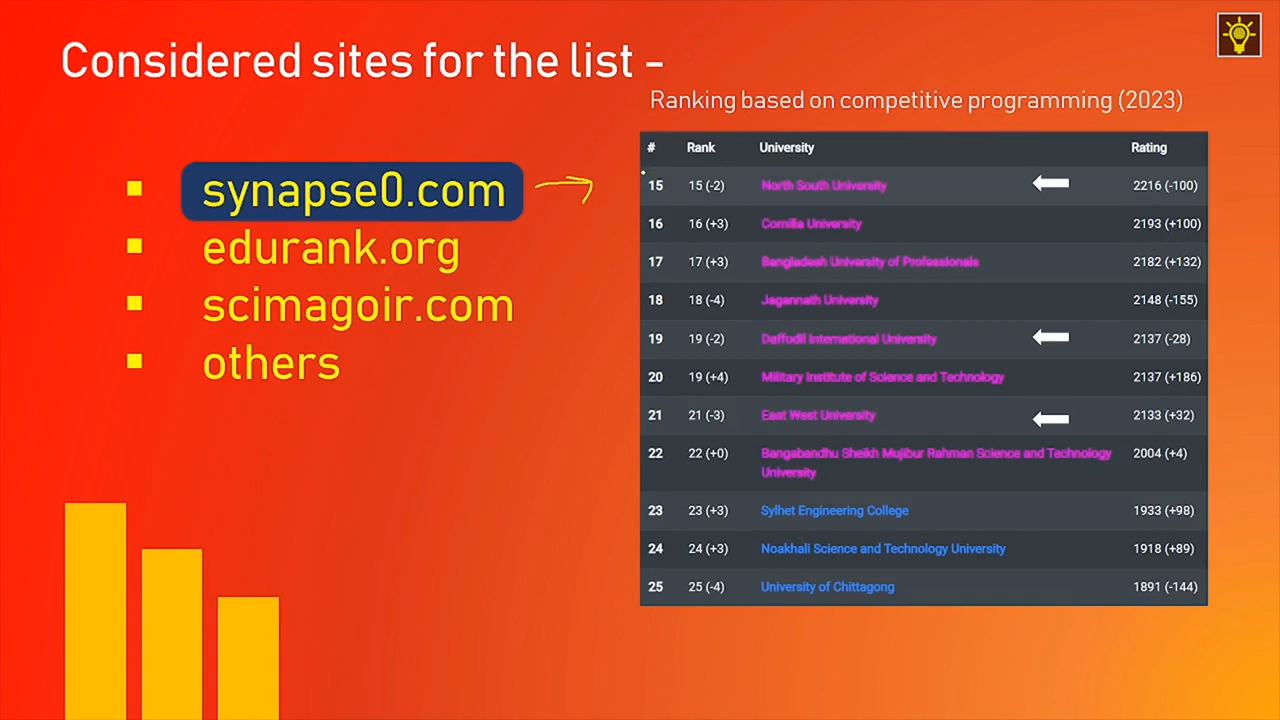 Considered sites for the list –
Ranking based on competitive programming (2023)
▪ synapse0.com
▪ edurank.org
▪ scimagoir.com
▪ others
# Rank University Rating
15 15 (-2) North South University 2216 (-100)
16 16 (+3) Comilla University 2193 (+100)
17 17 (+3) Bangladesh University of Professionals 2182 (+132)
18 18 (-4) Jagannath University 2148 (-155)
19 19 (-2) Daffodil International University 2137 (-28)
20 19 (+4) Military Institute of Science and Technology 2137 (+186)
21 21 (-3) East West University 2133 (+32)
22 22 (+0) Bangabandhu Sheikh Mujibur Rahman Science and Technology 2004 (+4)
University
23 23 (+3) Sylhet Engineering College 1933 (+98)
24 24 (+3) Noakhali Science and Technology University 1918 (+89)
25 25 (-4) University of Chittagong 1891 (-144)